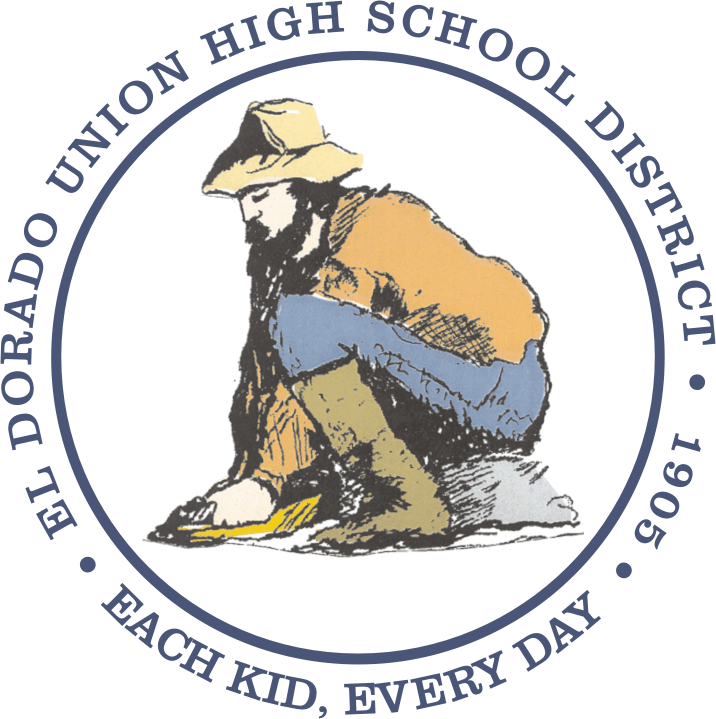 EL DORADO UNION HIGH SCHOOL DISTRICT • 1905 •
EACH KID, EVERY DAY •